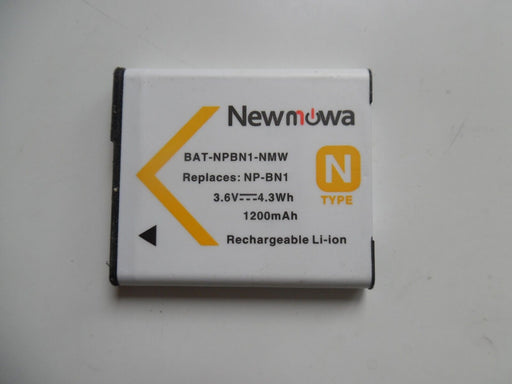 Newmowa
BAT-NPBN1-NMW
Replaces: NP-BN1
3.6V⎓4.3Wh
1200mAh
Rechargeable Li-ion
N
TYPE